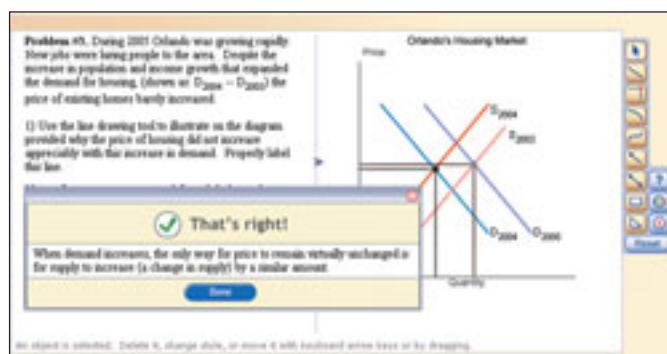 Problem #5. During 2005 Orlando was growing rapidly.
New jobs were luring people to the area. Despite the
increase in population and income growth that expanded
the demand for housing, (shown as D2004 – D2005) the
price of existing homes barely increased.
1) Use the line drawing tool to illustrate on the diagram
provided why the price of housing did not increase
appreciably with this increase in demand. Properly label
this line.
Orlando's Housing Market
Price
S2004
D2004
Quantity
That's right!
When demand increases, the only way for price to remain virtually unchanged is
for supply to increase (a change in supply) by a similar amount.
Done
?
Reset
An object is selected. Delete it, change style, or move it with keyboard arrow keys or by dragging.